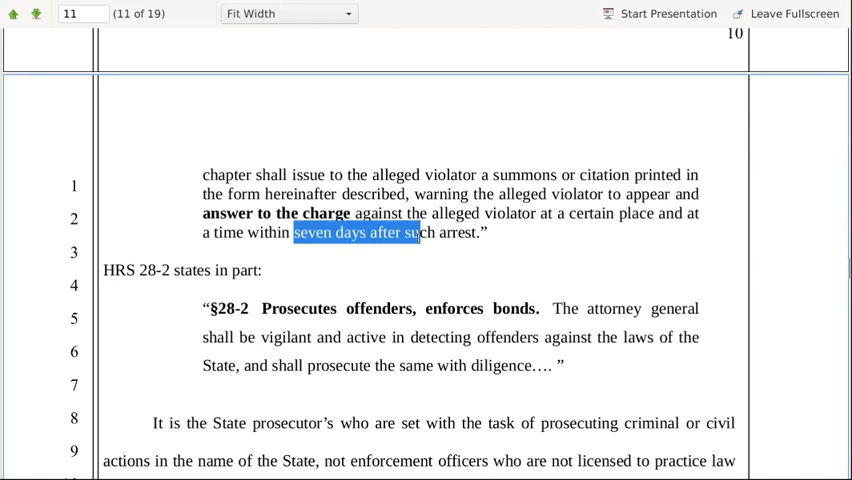 11 (11 of 19) Fit Width Start Presentation Leave Fullscreen
10
chapter shall issue to the alleged violator a summons or citation printed in
1
the form hereinafter described, warning the alleged violator to appear and
answer to the charge against the alleged violator at a certain place and at
2
a time within seven days after such arrest.”
3
HRS 28-2 states in part:
4
“§28-2 Prosecutes offenders, enforces bonds. The attorney general
5
shall be vigilant and active in detecting offenders against the laws of the
6
State, and shall prosecute the same with diligence…. ”
7
8
It is the State prosecutor’s who are set with the task of prosecuting criminal or civil
9
actions in the name of the State, not enforcement officers who are not licensed to practice law